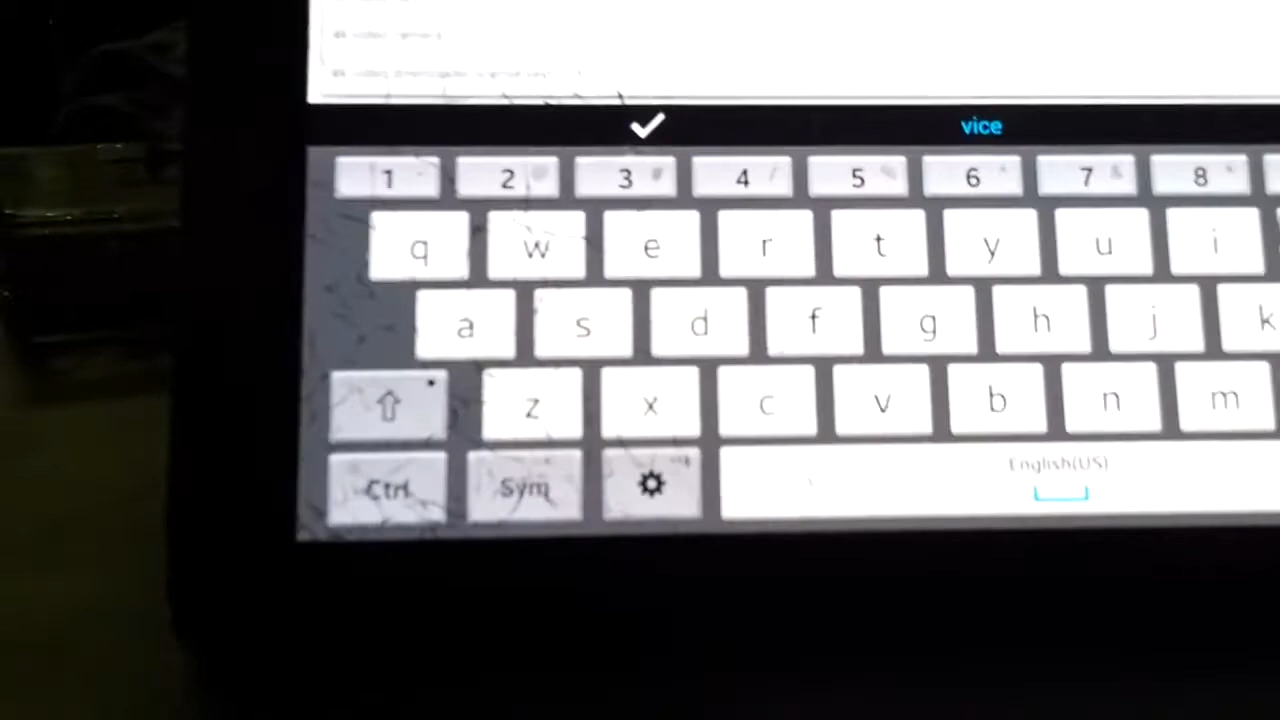 vice
1 2 3 4 5 6 7 8
q w e r t y u i
a s d f g h j k
z x c v b n m
English(US)
Ctrl Sym